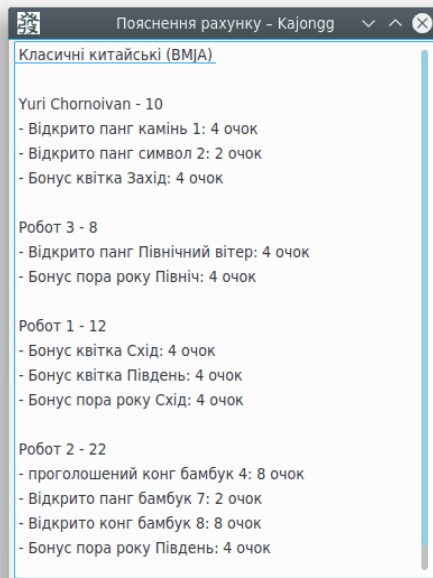 Пояснення рахунку – Kajongg
Класичні китайські (BMJA)
Yuri Chornoivan - 10
- Відкрито панг камінь 1: 4 очок
- Відкрито панг символ 2: 2 очок
- Бонус квітка Захід: 4 очок
Робот 3 - 8
- Відкрито панг Північний вітер: 4 очок
- Бонус пора року Північ: 4 очок
Робот 1 - 12
- Бонус квітка Схід: 4 очок
- Бонус квітка Південь: 4 очок
- Бонус пора року Схід: 4 очок
Робот 2 - 22
- проголошений конг бамбук 4: 8 очок
- Відкрито панг бамбук 7: 2 очок
- Відкрито конг бамбук 8: 8 очок
- Бонус пора року Південь: 4 очок